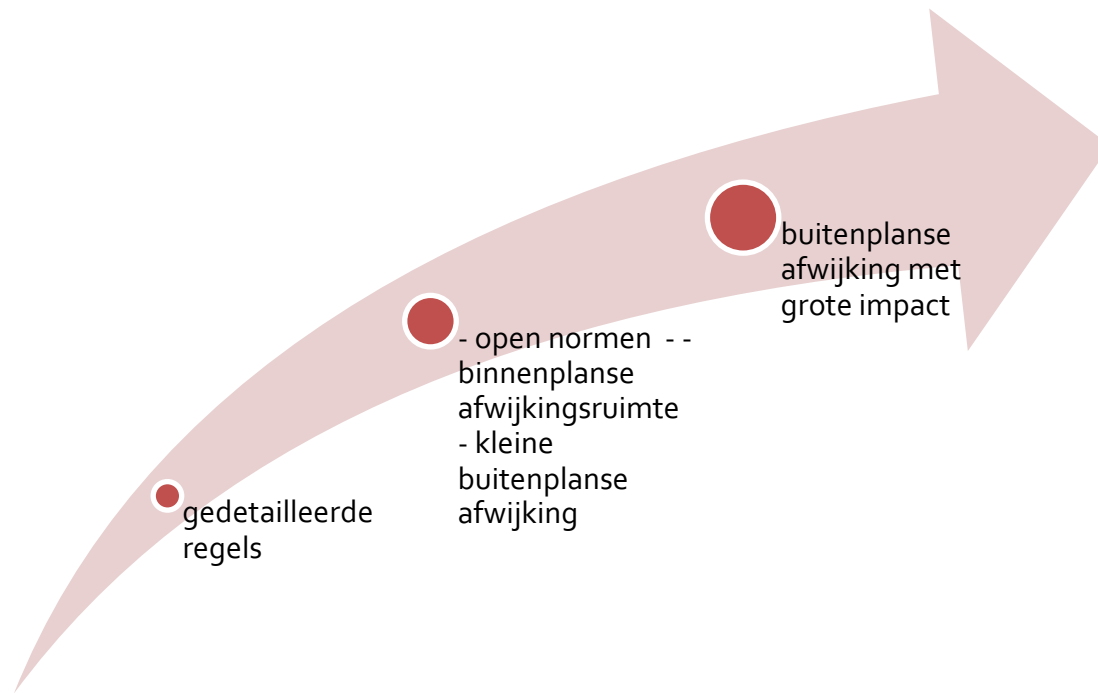 buitenplanse
afwijking met
grote impact
- open normen  - -
binnenplanse
afwijkingsruimte
- kleine
buitenplanse
afwijking
gedetailleerde
regels